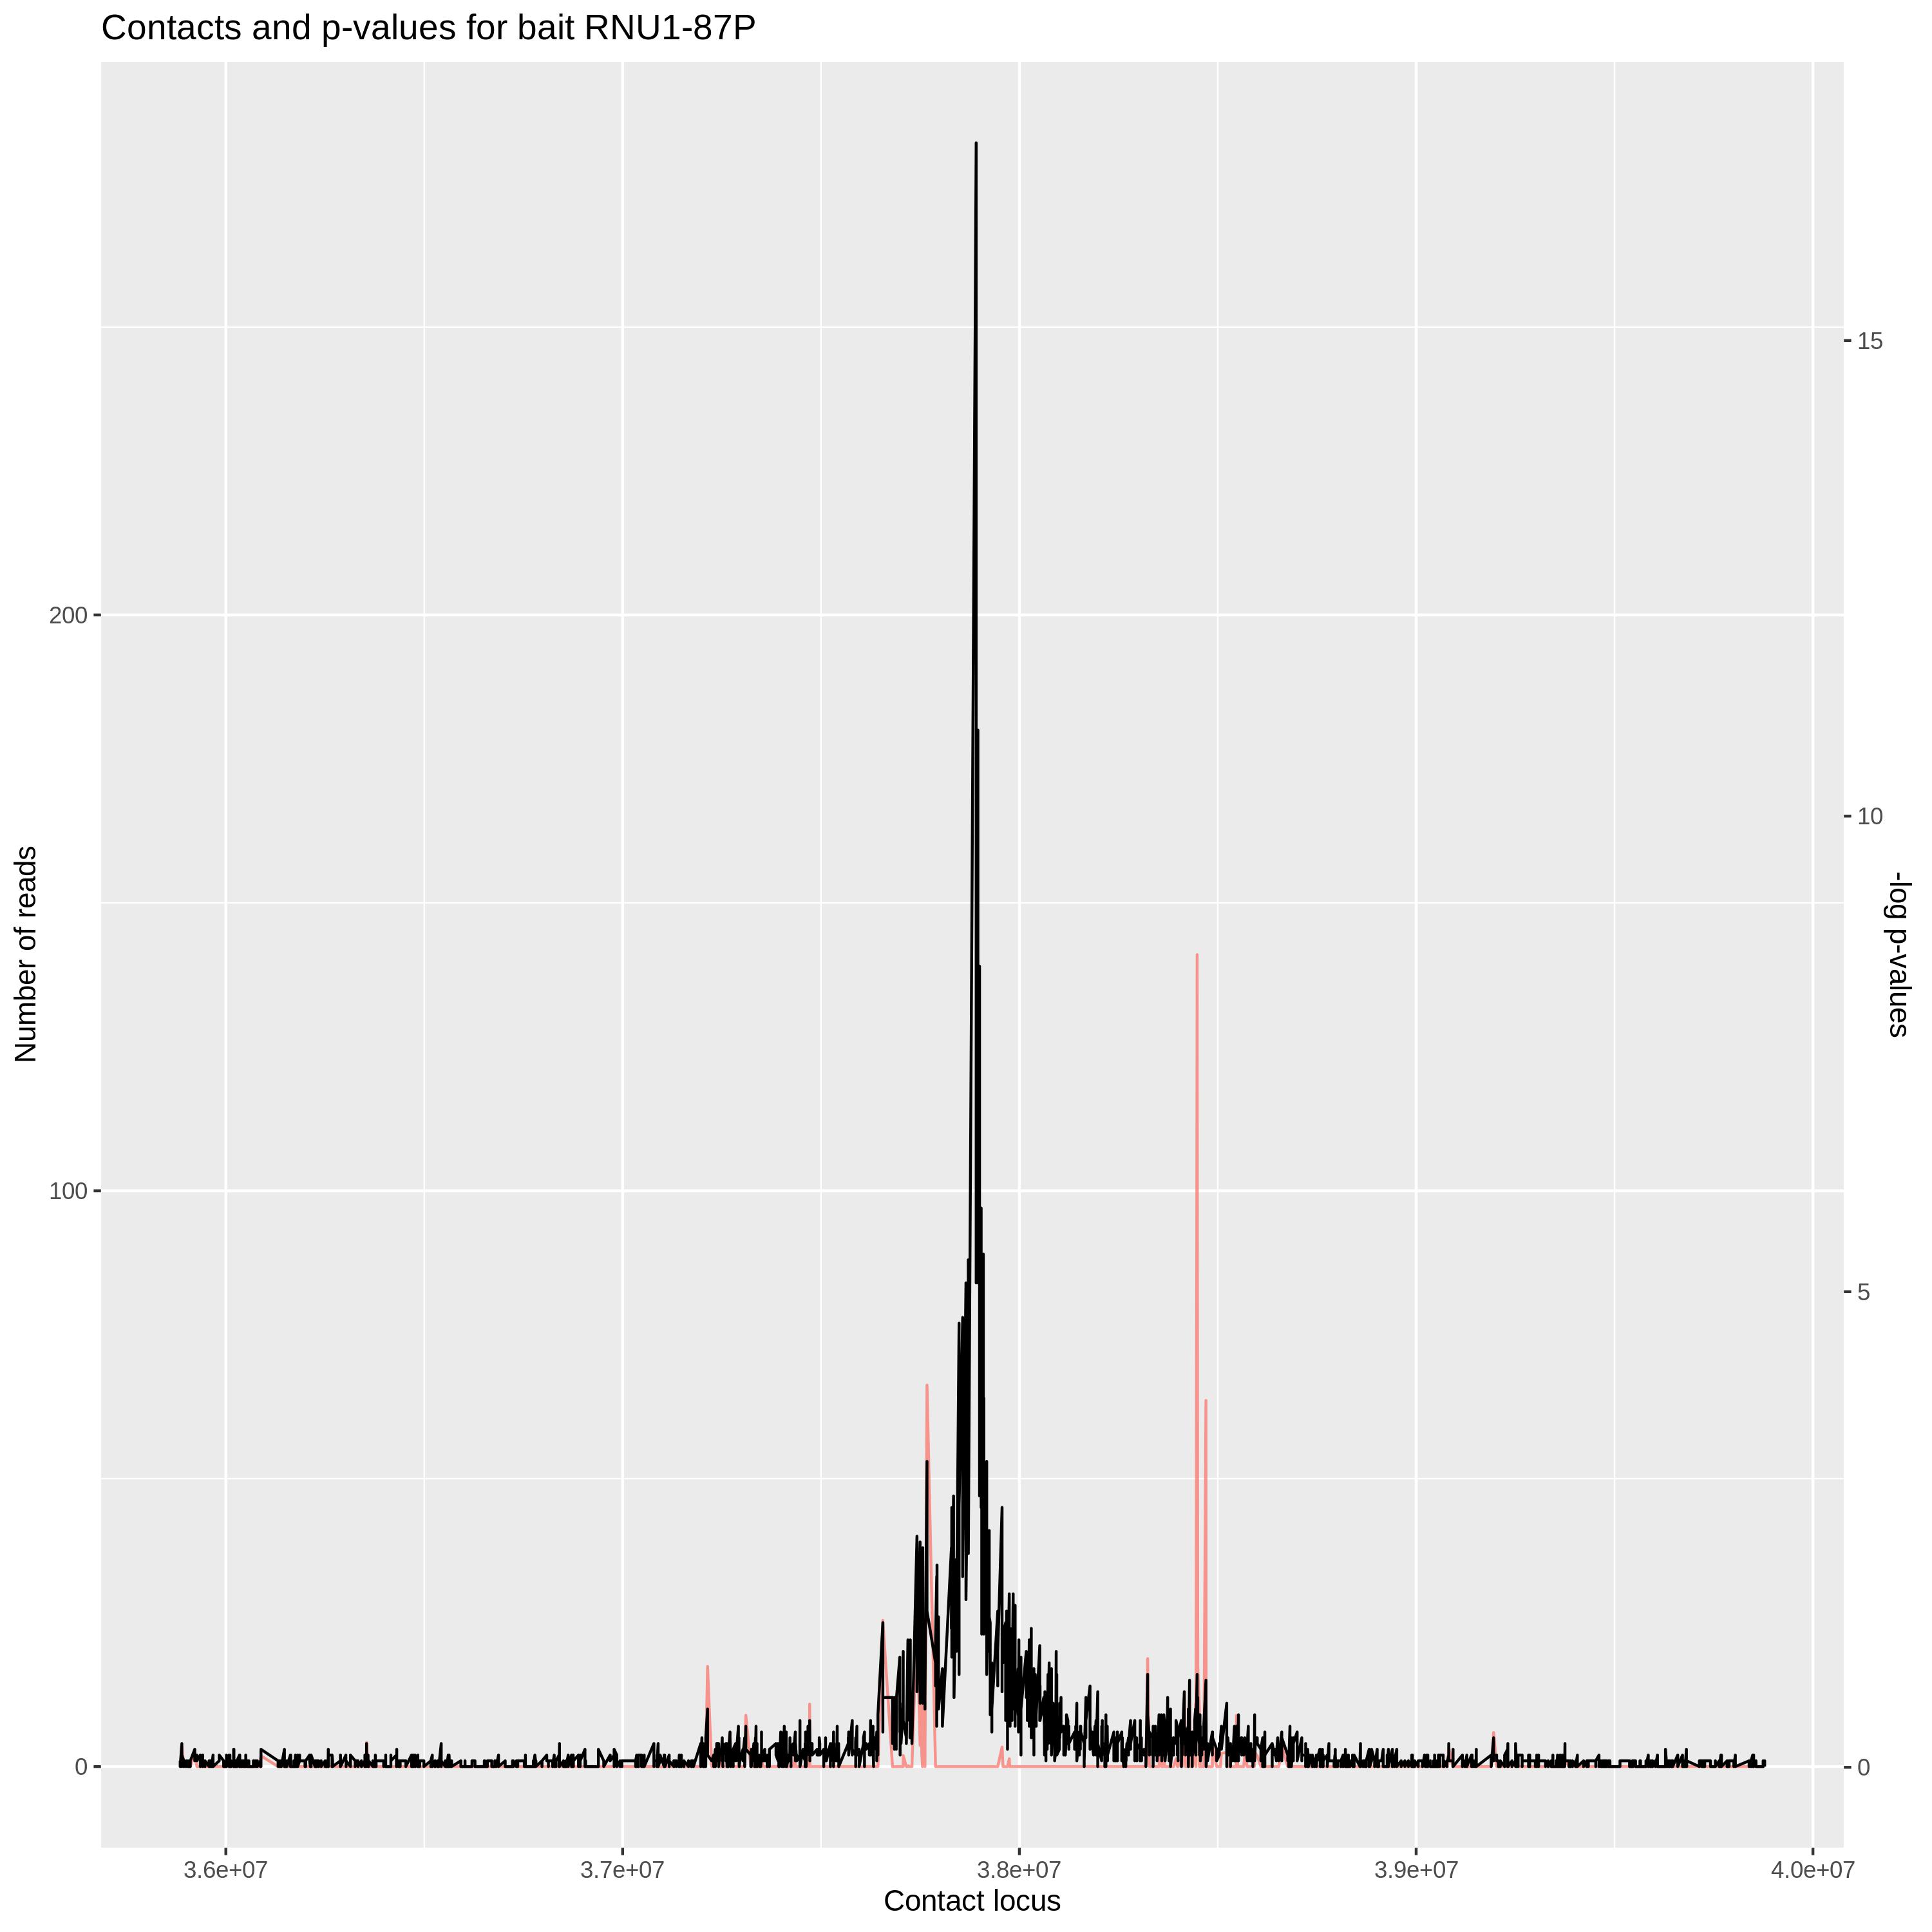 Contacts and p-values for bait RNU1-87P
Number of reads
200
100
0
15
10
5
0
-log p-values
3.6e+07
3.7e+07
3.8e+07
3.9e+07
4.0e+07
Contact locus